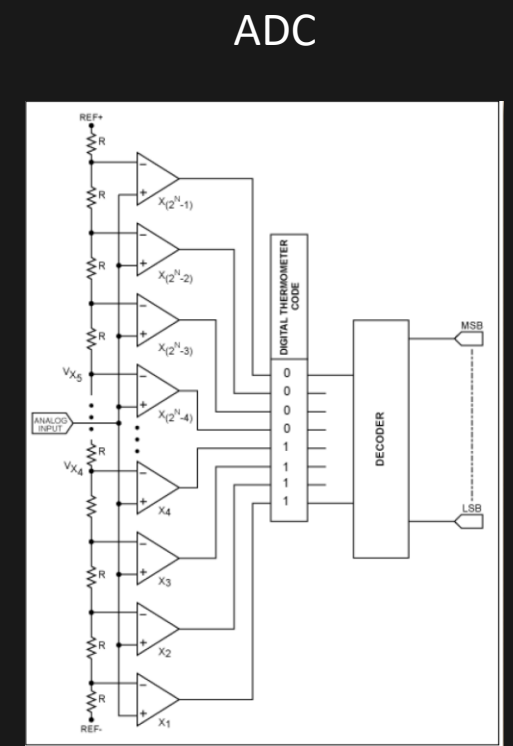 ADC
REF+
R
−
+
X(2^N-1)
R
−
+
X(2^N-2)
R
−
+
X(2^N-3)
R
VX5
−
+
X(2^N-4)
ANALOG
INPUT
R
VX4
−
+
X4
−
+
X3
R
−
+
X2
R
−
+
X1
R
REF-
DIGITAL THERMOMETER
CODE
0
0
0
0
1
1
1
1
DECODER
MSB
LSB